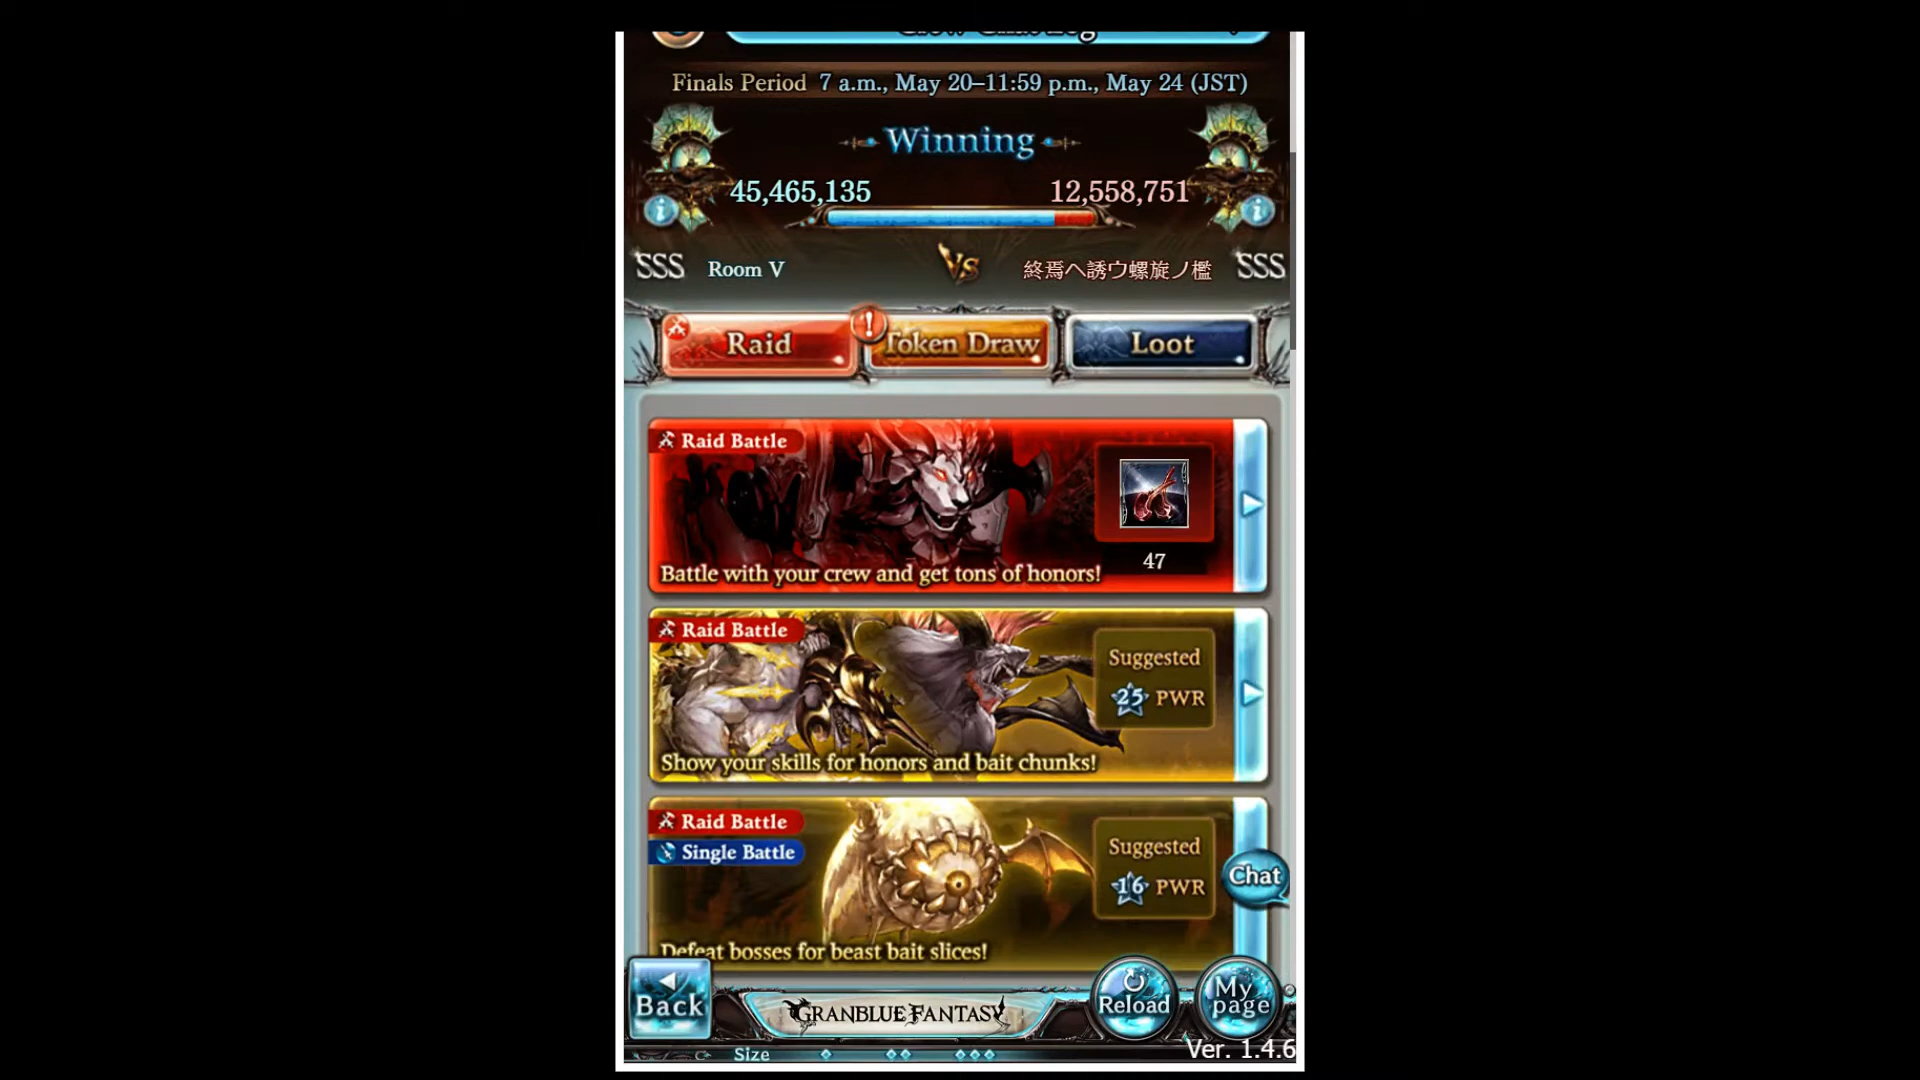 Crew Chat Log
Finals Period 7 a.m., May 20–11:59 p.m., May 24 (JST)
Winning
45,465,135 12,558,751
SSS Room V VS 終焉へ誘ウ螺旋ノ檻 SSS
Raid Token Draw Loot
Raid Battle
47
Battle with your crew and get tons of honors!
Raid Battle
Suggested
25 PWR
Show your skills for honors and bait chunks!
Raid Battle
Single Battle
Suggested
16 PWR
Chat
Defeat bosses for beast bait slices!
Back GRANBLUE FANTASY Reload My page
Size
Ver. 1.4.6